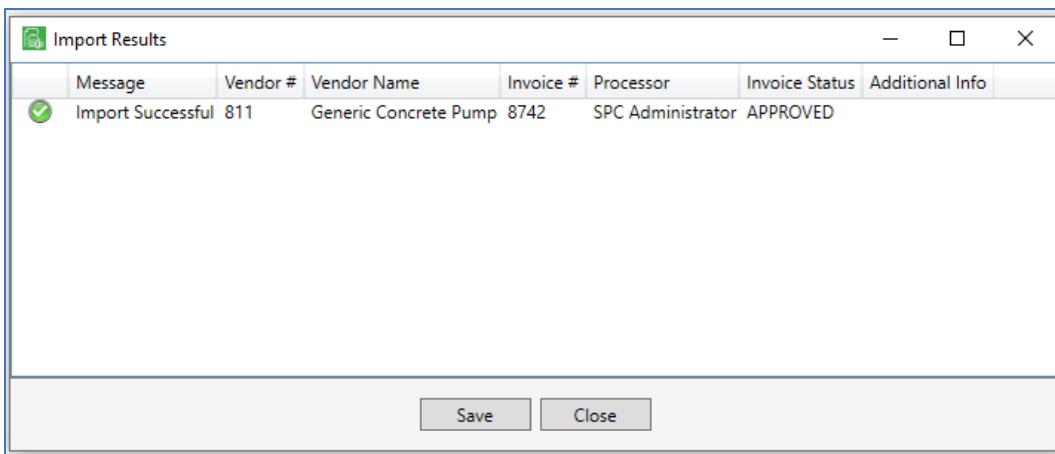 Import Results
Message Vendor # Vendor Name Invoice # Processor Invoice Status Additional Info
Import Successful 811 Generic Concrete Pump 8742 SPC Administrator APPROVED
Save Close